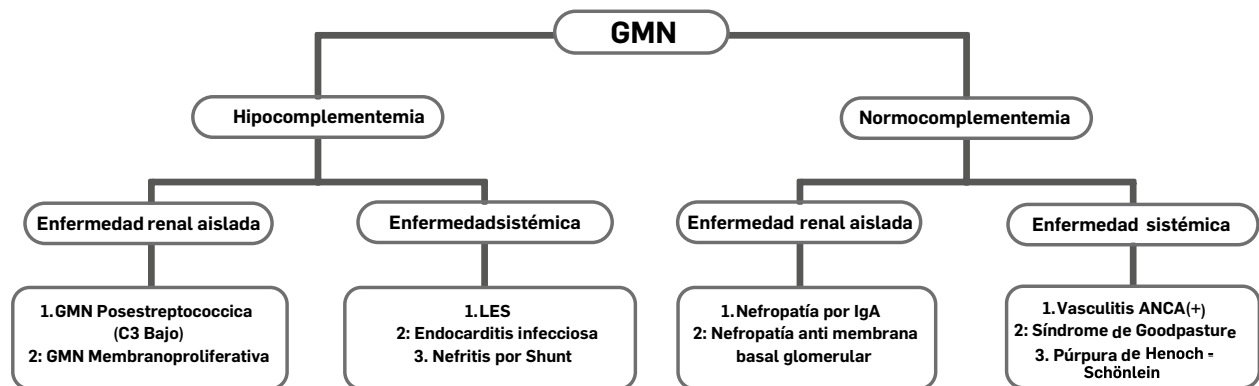 GMN
Hipocomplementemia
Normocomplementemia
Enfermedad renal aislada
Enfermedadsistémica
Enfermedad renal aislada
Enfermedad sistémica
1.GMN Posestreptococcica
(C3 Bajo)
2: GMN Membranoproliferativa
1.LES
2: Endocarditis infecciosa
3. Nefritis por Shunt
1.Nefropatía por IgA
2: Nefropatía anti membrana
basal glomerular
1.Vasculitis ANCA(+)
2: Síndrome de Goodpasture
3. Púrpura de Henoch -
Schönlein